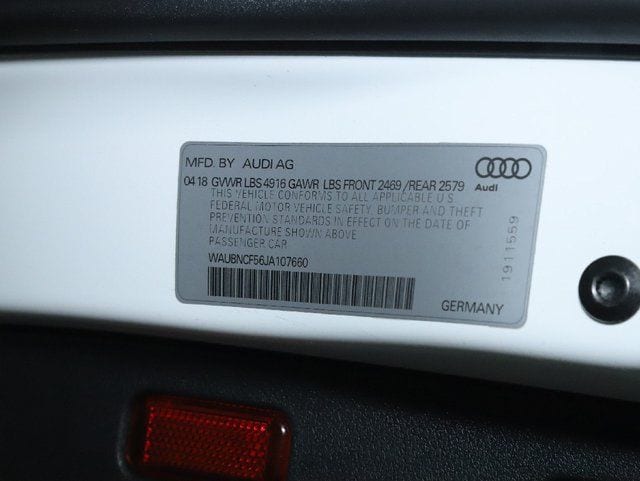 MFD. BY AUDI AG
Audi
04.18 GVWR LBS 4916 GAWR LBS FRONT 2469 /REAR 2579
THIS VEHICLE CONFORMS TO ALL APPLICABLE U.S.
FEDERAL MOTOR VEHICLE SAFETY, BUMPER AND THEFT
PREVENTION STANDARDS IN EFFECT ON THE DATE OF
MANUFACTURE SHOWN ABOVE
PASSENGER CAR
WAUBNCF56JA107660
GERMANY
1911559